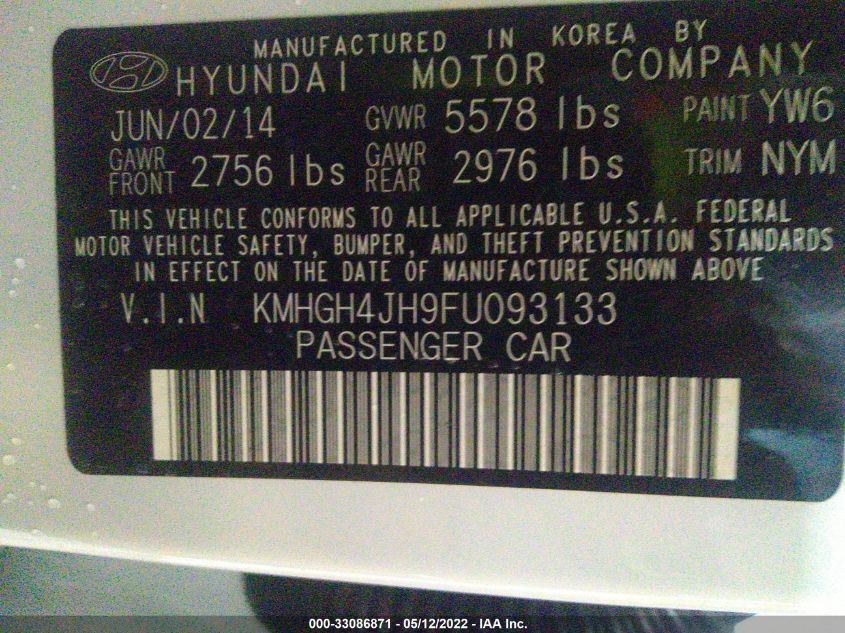 MANUFACTURED IN KOREA BY
HYUNDAI MOTOR COMPANY
JUN/02/14 GVWR 5578 lbs PAINT YW6
GAWR FRONT 2756 lbs GAWR REAR 2976 lbs TRIM NYM
THIS VEHICLE CONFORMS TO ALL APPLICABLE U.S.A. FEDERAL
MOTOR VEHICLE SAFETY, BUMPER, AND THEFT PREVENTION STANDARDS
IN EFFECT ON THE DATE OF MANUFACTURE SHOWN ABOVE
V.I.N KMHGH4JH9FU093133
PASSENGER CAR
000-33086871 - 05/12/2022 - IAA Inc.